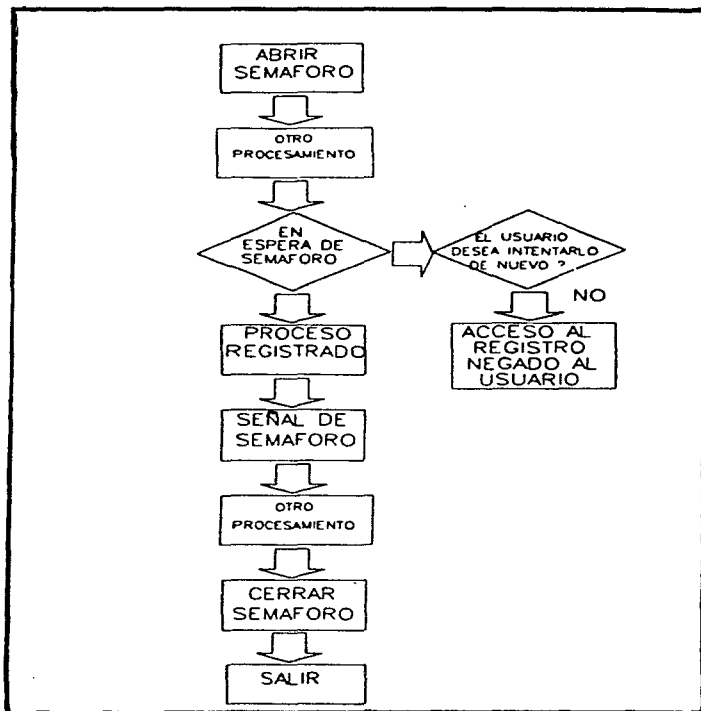 ABRIR
SEMAFORO
OTRO
PROCESAMIENTO
EN
ESPERA DE
SEMAFORO
EL USUARIO
DESEA INTENTARLO
DE NUEVO ?
NO
PROCESO
REGISTRADO
ACCESO AL
REGISTRO
NEGADO AL
USUARIO
SEÑAL DE
SEMAFORO
OTRO
PROCESAMIENTO
CERRAR
SEMAFORO
SALIR